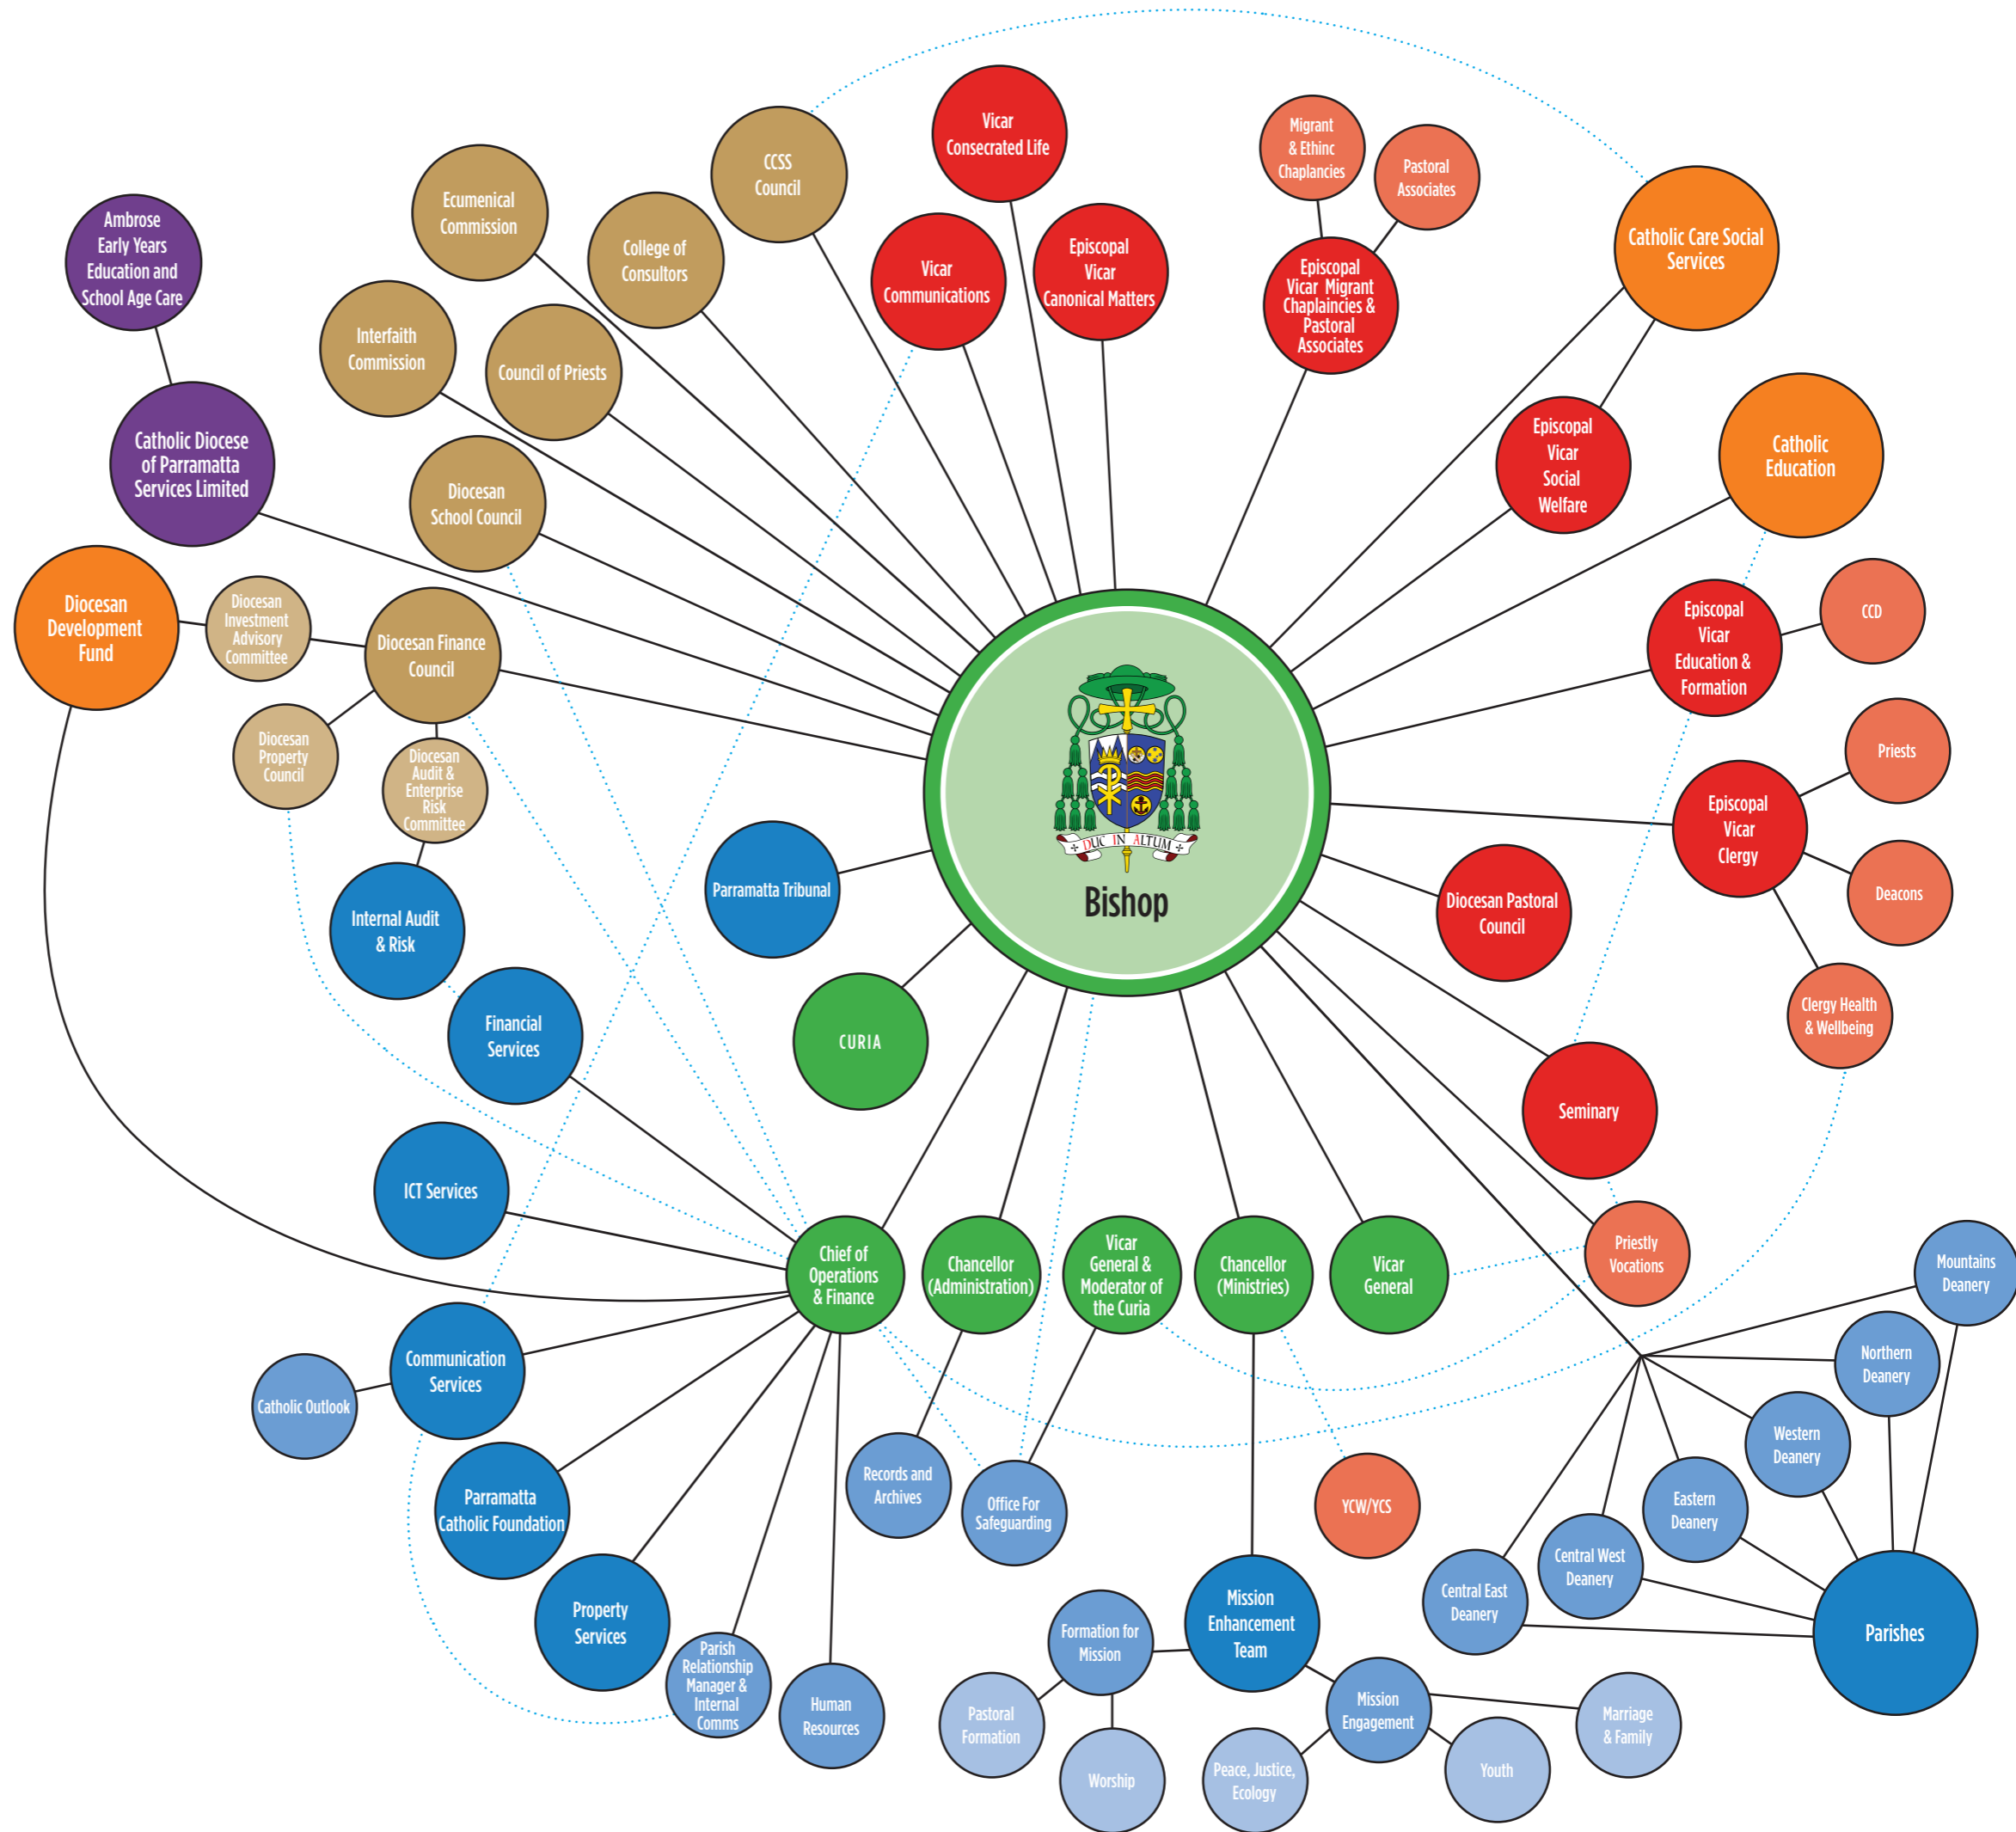 Vicar
Consecrated Life
Migrant
& Ethinc
Chaplancies
Pastoral
Associates
CCSS
Council
Ecumenical
Commission
College of
Consultors
Ambrose
Early Years
Education and
School Age Care
Vicar
Communications
Episcopal
Vicar
Canonical Matters
Episcopal
Vicar Migrant
Chaplaincies &
Pastoral
Associates
Catholic Care Social
Services
Interfaith
Commission
Council of Priests
Catholic Diocese
of Parramatta
Services Limited
Diocesan
School Council
Episcopal
Vicar
Social
Welfare
Catholic
Education
Diocesan
Development
Fund
Diocesan
Investment
Advisory
Committee
Diocesan Finance
Council
Episcopal
Vicar
Education &
Formation
CCD
Diocesan
Property
Council
Diocesan
Audit &
Enterprise
Risk
Committee
Priests
Episcopal
Vicar
Clergy
DUC IN ALTUM
Bishop
Parramatta Tribunal
Diocesan Pastoral
Council
Deacons
Internal Audit
& Risk
Financial
Services
CURIA
Clergy Health
& Wellbeing
Seminary
ICT Services
Chief of
Operations
& Finance
Chancellor
(Administration)
Vicar
General &
Moderator of
the Curia
Chancellor
(Ministries)
Vicar
General
Priestly
Vocations
Mountains
Deanery
Communication
Services
Catholic Outlook
Northern
Deanery
Western
Deanery
Parramatta
Catholic Foundation
Records and
Archives
Office For
Safeguarding
YCW/YCS
Eastern
Deanery
Central West
Deanery
Central East
Deanery
Property
Services
Parish
Relationship
Manager &
Internal
Comms
Human
Resources
Formation for
Mission
Mission
Enhancement
Team
Parishes
Pastoral
Formation
Worship
Mission
Engagement
Peace, Justice,
Ecology
Youth
Marriage
& Family